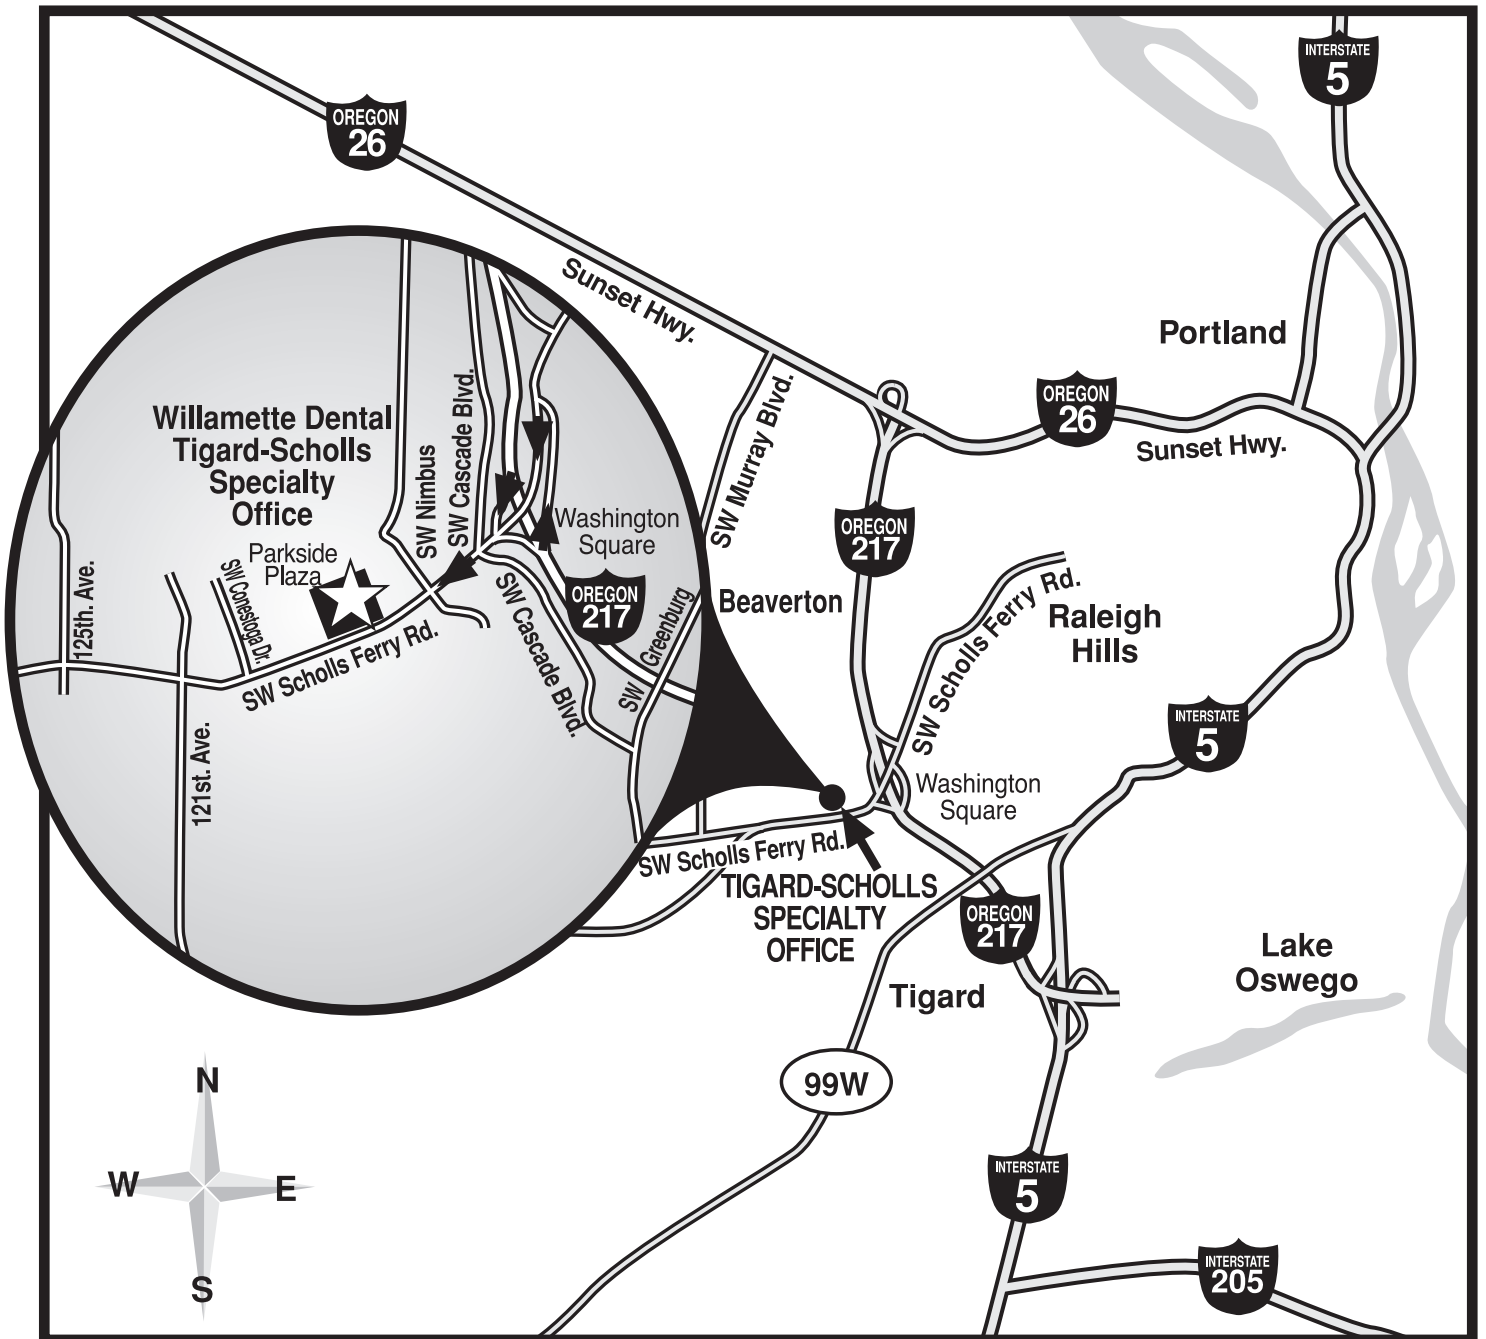 INTERSTATE
5
OREGON
26
Sunset Hwy.
Portland
OREGON
26
Sunset Hwy.
Willamette Dental
Tigard-Scholls
Specialty
Office
Parkside
Plaza
SW Nimbus
SW Cascade Blvd.
Washington
Square
SW Murray Blvd.
OREGON
217
125th. Ave.
SW Conestoga Dr.
SW Scholls Ferry Rd.
SW Cascade Blvd.
OREGON
217
SW Greenburg
121st. Ave.
Beaverton
SW Scholls Ferry Rd.
Raleigh
Hills
INTERSTATE
5
Washington
Square
SW Scholls Ferry Rd.
TIGARD-SCHOLLS
SPECIALTY
OFFICE
OREGON
217
Lake
Oswego
Tigard
99W
N
W
E
S
INTERSTATE
5
INTERSTATE
205